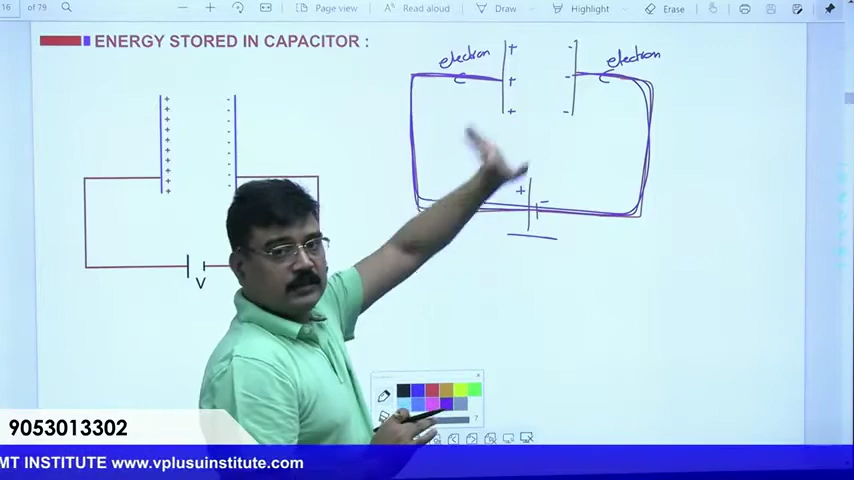 16 of 79 Page view A Read aloud Draw Highlight Erase
ENERGY STORED IN CAPACITOR :
electron electron
+ -
+ -
+ -
+ -
V
?
9053013302
MT INSTITUTE www.vplusuinstitute.com